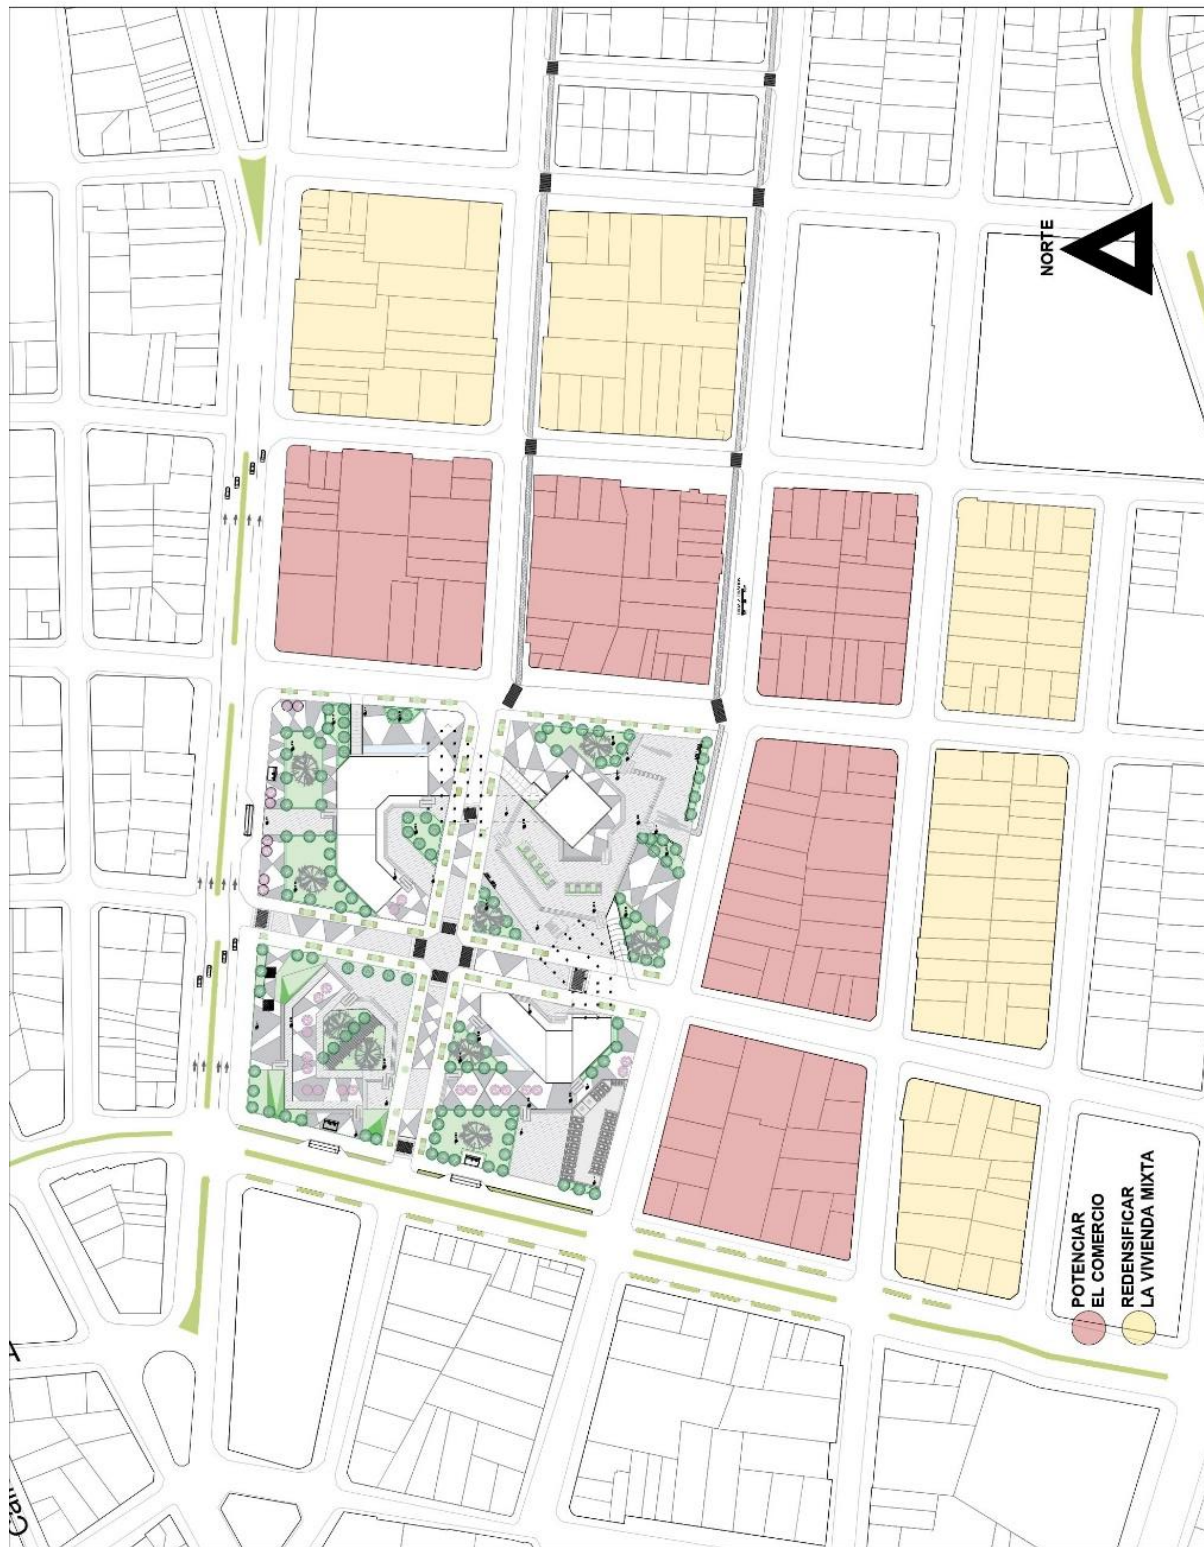 NORTE
POTENCIAR
EL COMERCIO
REDENSIFICAR
LA VIVIENDA MIXTA